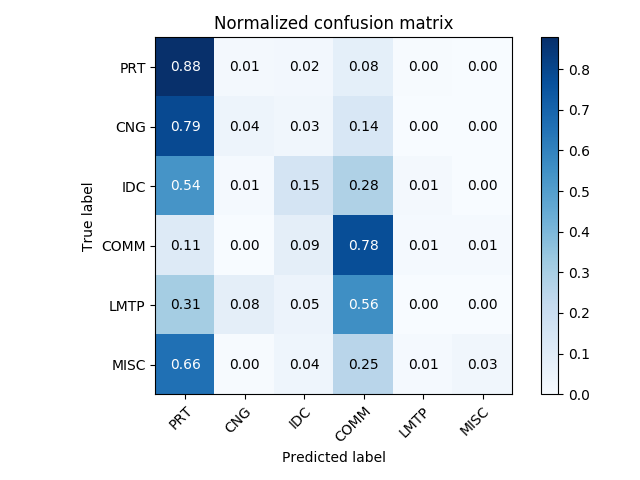 Normalized confusion matrix
True label
PRT 0.88 0.01 0.02 0.08 0.00 0.00
CNG 0.79 0.04 0.03 0.14 0.00 0.00
IDC 0.54 0.01 0.15 0.28 0.01 0.00
COMM 0.11 0.00 0.09 0.78 0.01 0.01
LMTP 0.31 0.08 0.05 0.56 0.00 0.00
MISC 0.66 0.00 0.04 0.25 0.01 0.03
PRT CNG IDC COMM LMTP MISC
Predicted label
0.8
0.7
0.6
0.5
0.4
0.3
0.2
0.1
0.0